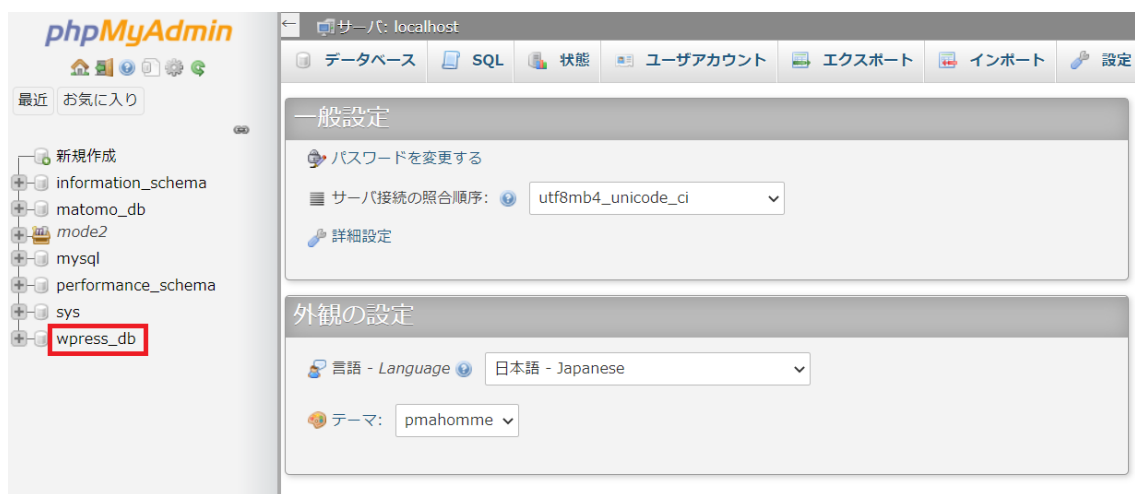 phpMyAdmin
最近 お気に入り
新規作成
information_schema
matomo_db
mode2
mysql
performance_schema
sys
wpress_db
← サーバ: localhost
データベース SQL 状態 ユーザアカウント エクスポート インポート 設定
一般設定
パスワードを変更する
サーバ接続の照合順序: utf8mb4_unicode_ci
詳細設定
外観の設定
言語 - Language 日本語 - Japanese
テーマ: pmahomme